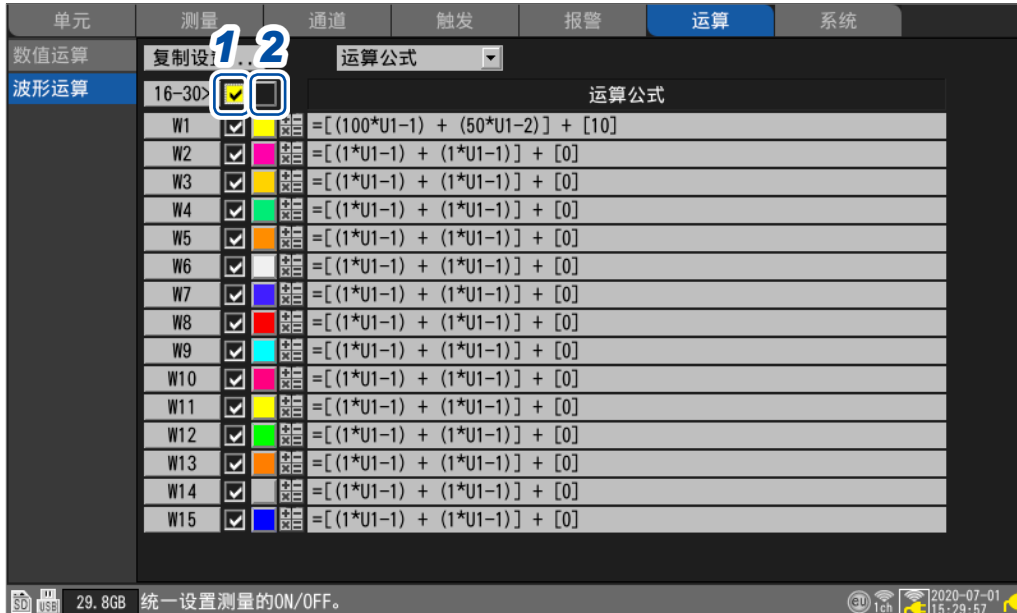 单元 测量 通道 触发 报警 运算 系统
数值运算
波形运算
复制设 .. 运算公式
1 2
16-30> 运算公式
W1 =[(100*U1-1) + (50*U1-2)] + [10]
W2 =[(1*U1-1) + (1*U1-1)] + [0]
W3 =[(1*U1-1) + (1*U1-1)] + [0]
W4 =[(1*U1-1) + (1*U1-1)] + [0]
W5 =[(1*U1-1) + (1*U1-1)] + [0]
W6 =[(1*U1-1) + (1*U1-1)] + [0]
W7 =[(1*U1-1) + (1*U1-1)] + [0]
W8 =[(1*U1-1) + (1*U1-1)] + [0]
W9 =[(1*U1-1) + (1*U1-1)] + [0]
W10 =[(1*U1-1) + (1*U1-1)] + [0]
W11 =[(1*U1-1) + (1*U1-1)] + [0]
W12 =[(1*U1-1) + (1*U1-1)] + [0]
W13 =[(1*U1-1) + (1*U1-1)] + [0]
W14 =[(1*U1-1) + (1*U1-1)] + [0]
W15 =[(1*U1-1) + (1*U1-1)] + [0]
SD USB 29.8GB 统一设置测量的ON/OFF。 eU 1ch 2020-07-01
15:29:57